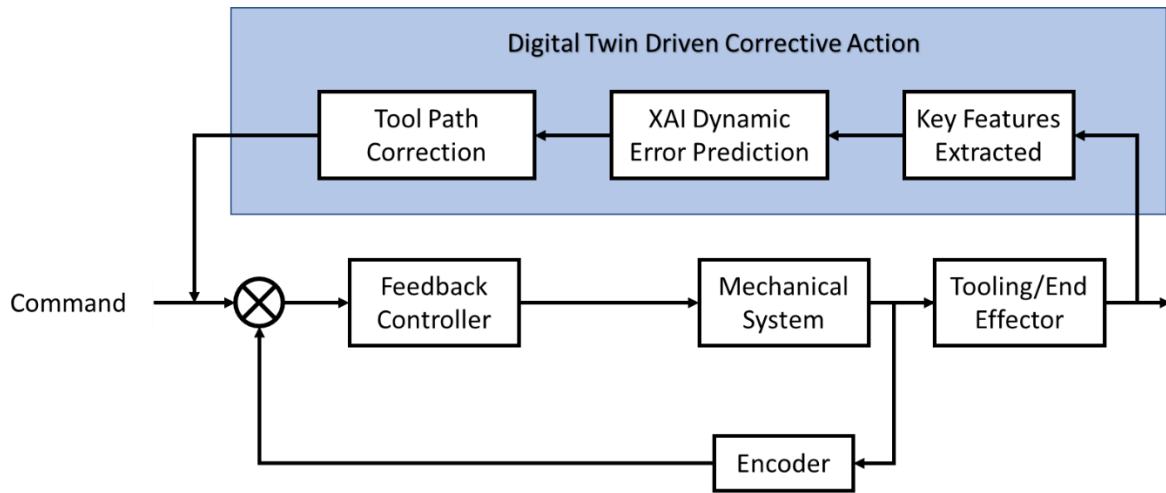 Digital Twin Driven Corrective Action
Tool Path
Correction
XAI Dynamic
Error Prediction
Key Features
Extracted
Command
Feedback
Controller
Mechanical
System
Tooling/End
Effector
Encoder